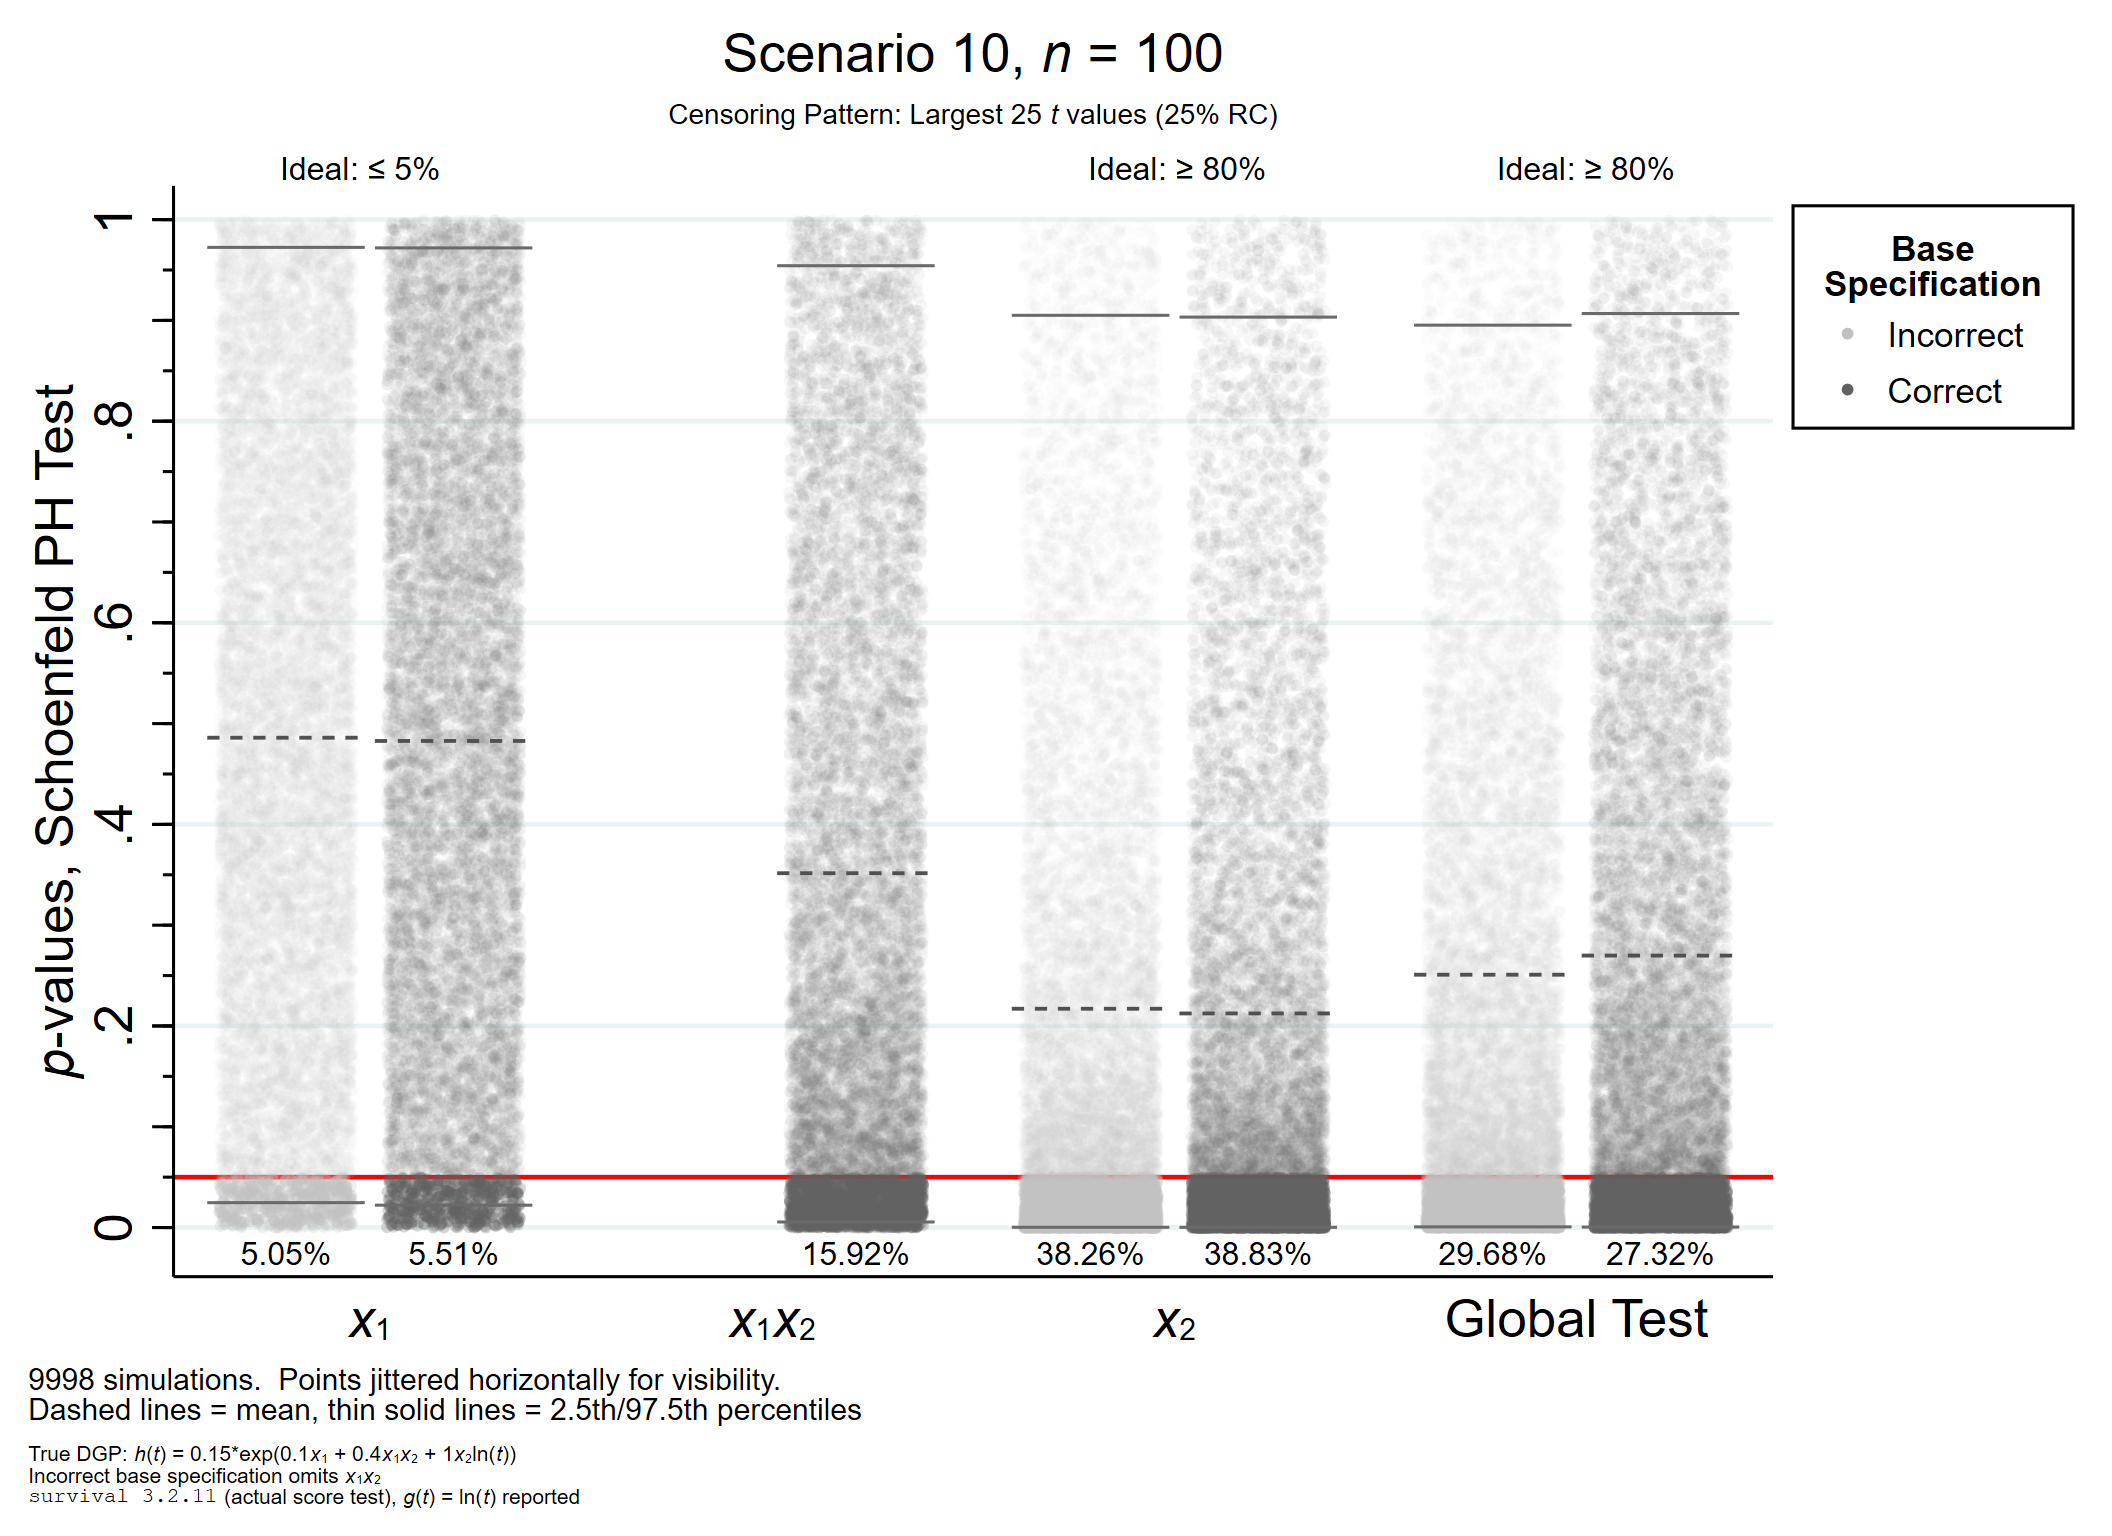 Scenario 10, n = 100
Censoring Pattern: Largest 25 t values (25% RC)
Ideal: ≤ 5%
Ideal: ≥ 80%
Ideal: ≥ 80%
p-values, Schoenfeld PH Test
1
.8
.6
.4
.2
0
5.05%
5.51%
15.92%
38.26%
38.83%
29.68%
27.32%
x₁
x₁x₂
x₂
Global Test
Base
Specification
Incorrect
Correct
9998 simulations.  Points jittered horizontally for visibility.
Dashed lines = mean, thin solid lines = 2.5th/97.5th percentiles
True DGP: h(t) = 0.15*exp(0.1x₁ + 0.4x₁x₂ + 1x₂ln(t))
Incorrect base specification omits x₁x₂
survival 3.2.11 (actual score test), g(t) = ln(t) reported